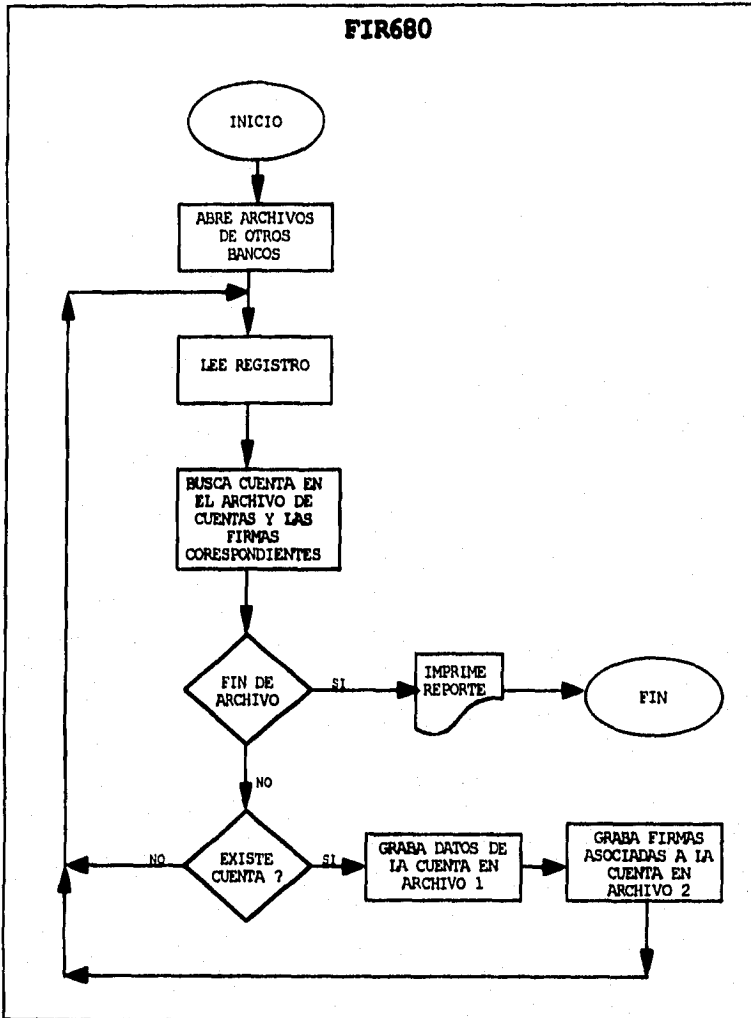 FIR680
INICIO
ABRE ARCHIVOS
DE OTROS
BANCOS
LEE REGISTRO
BUSCA CUENTA EN
EL ARCHIVO DE
CUENTAS Y LAS
FIRMAS
CORESPONDIENTES
FIN DE
ARCHIVO
SI
IMPRIME
REPORTE
FIN
NO
EXISTE
CUENTA ?
NO
SI
GRABA DATOS DE
LA CUENTA EN
ARCHIVO 1
GRABA FIRMAS
ASOCIADAS A LA
CUENTA EN
ARCHIVO 2